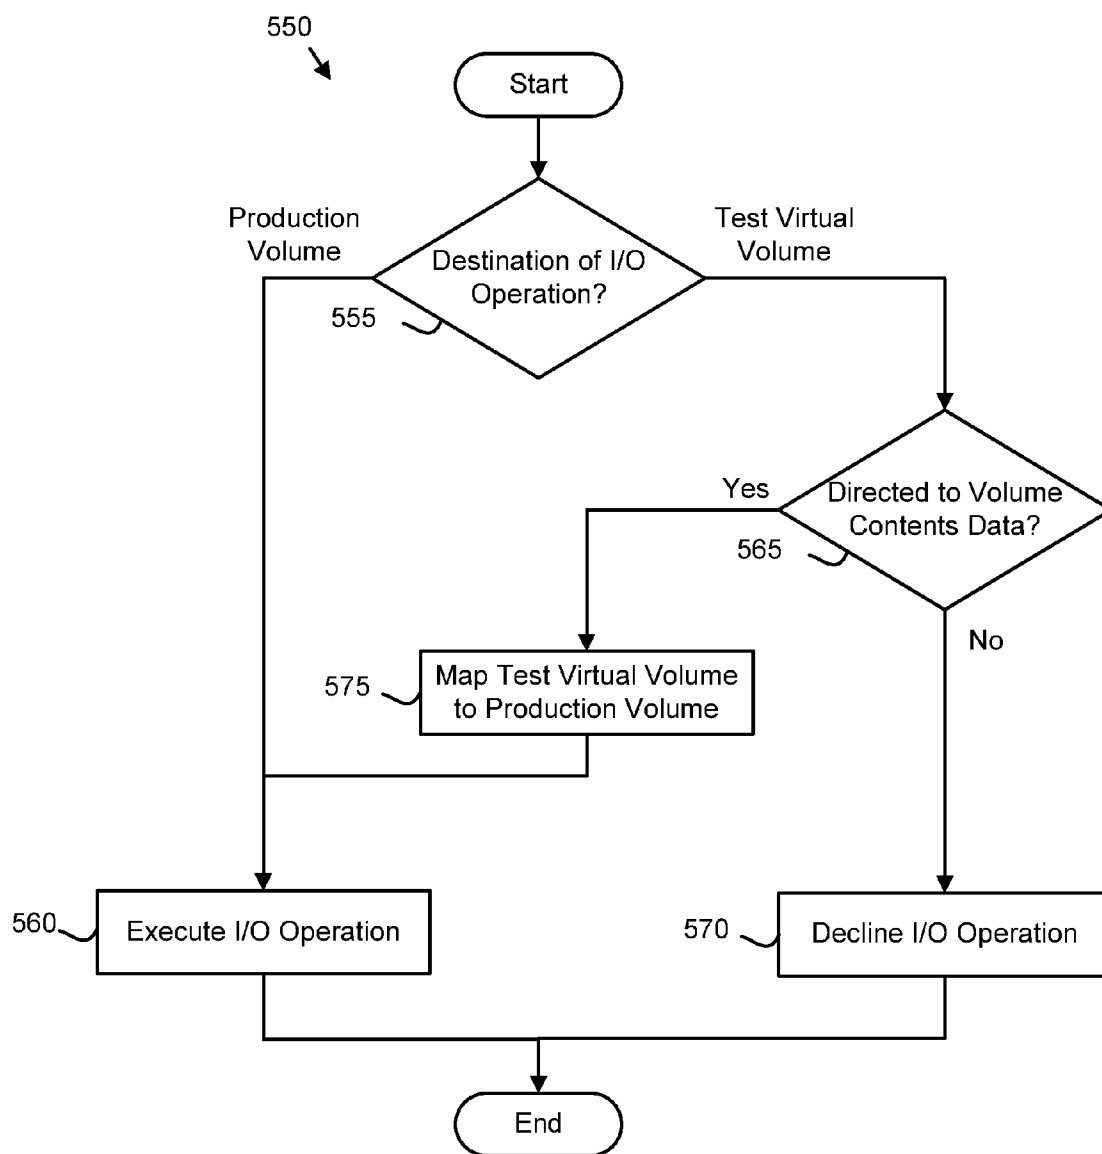 550
Start
Production
Volume
Test Virtual
Volume
Destination of I/O
Operation?
555
Yes
Directed to Volume
Contents Data?
565
No
575
Map Test Virtual Volume
to Production Volume
560
Execute I/O Operation
570
Decline I/O Operation
End